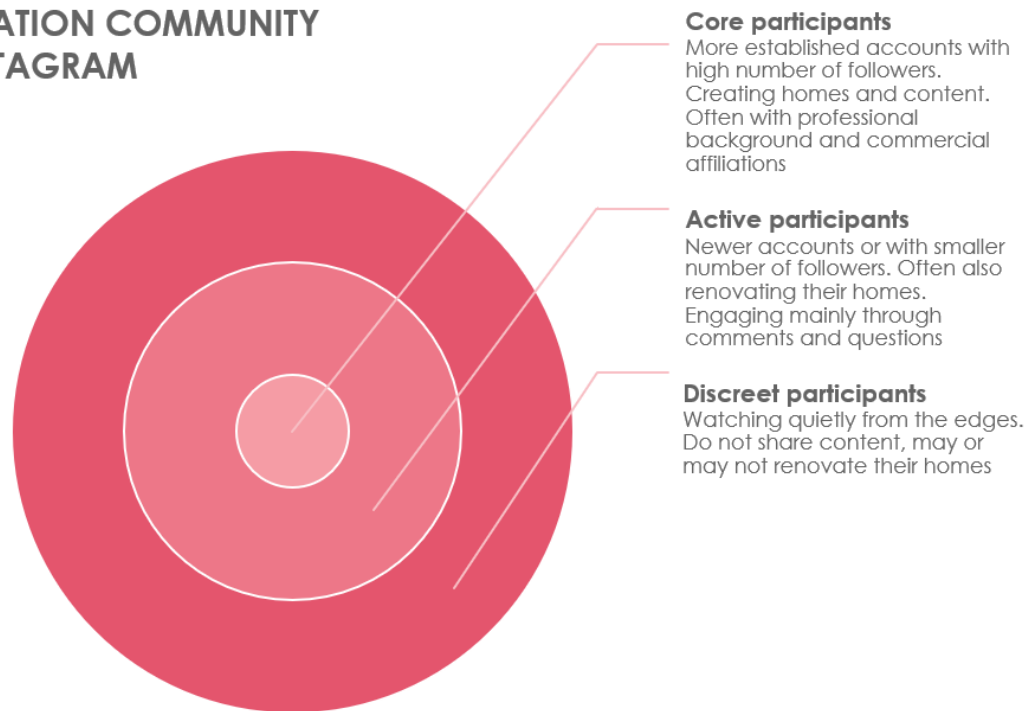 ATION COMMUNITY
TAGRAM
Core participants
More established accounts with
high number of followers.
Creating homes and content.
Often with professional
background and commercial
affiliations
Active participants
Newer accounts or with smaller
number of followers. Often also
renovating their homes.
Engaging mainly through
comments and questions
Discreet participants
Watching quietly from the edges.
Do not share content, may or
may not renovate their homes